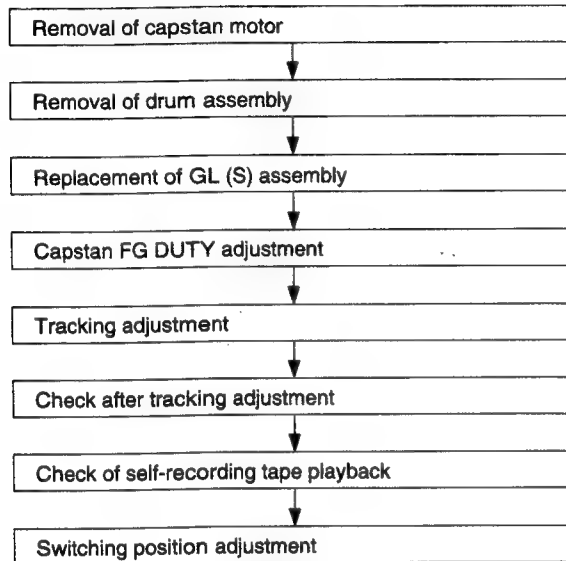 Removal of capstan motor
Removal of drum assembly
Replacement of GL (S) assembly
Capstan FG DUTY adjustment
Tracking adjustment
Check after tracking adjustment
Check of self-recording tape playback
Switching position adjustment